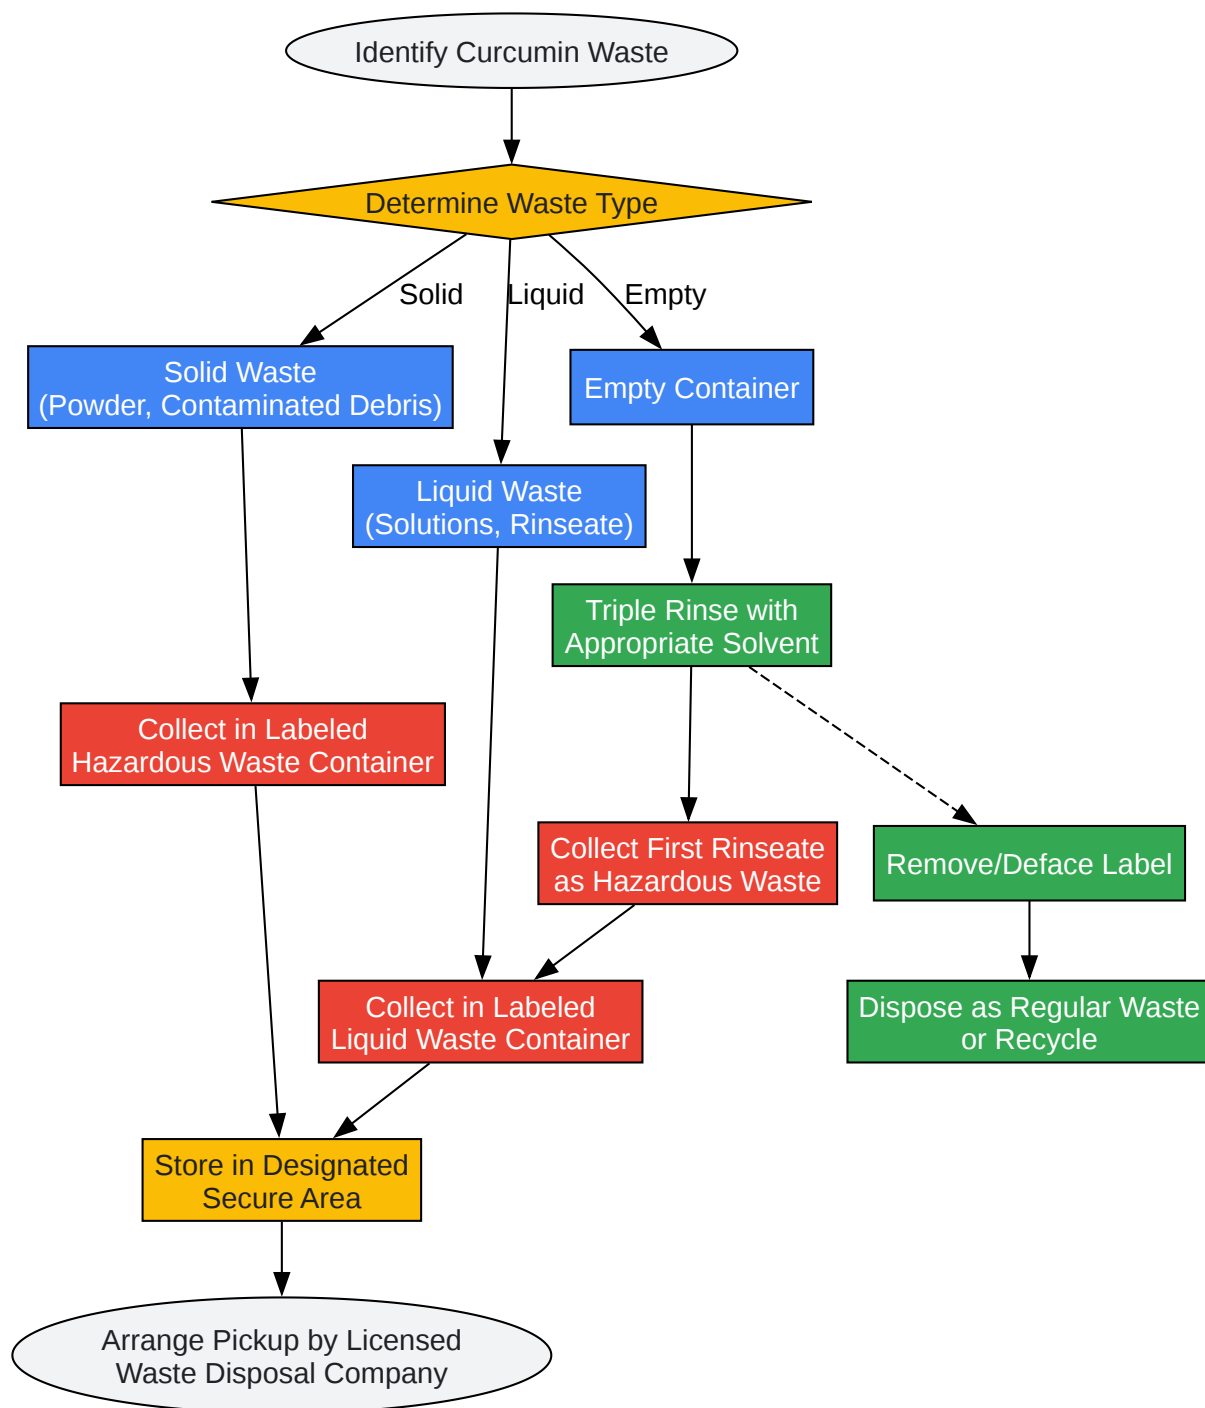 Identify Curcumin Waste
Determine Waste Type
Solid
Liquid
Empty
Solid Waste
(Powder, Contaminated Debris)
Empty Container
Liquid Waste
(Solutions, Rinseate)
Triple Rinse with
Appropriate Solvent
Collect in Labeled
Hazardous Waste Container
Collect First Rinseate
as Hazardous Waste
Remove/Deface Label
Collect in Labeled
Liquid Waste Container
Dispose as Regular Waste
or Recycle
Store in Designated
Secure Area
Arrange Pickup by Licensed
Waste Disposal Company